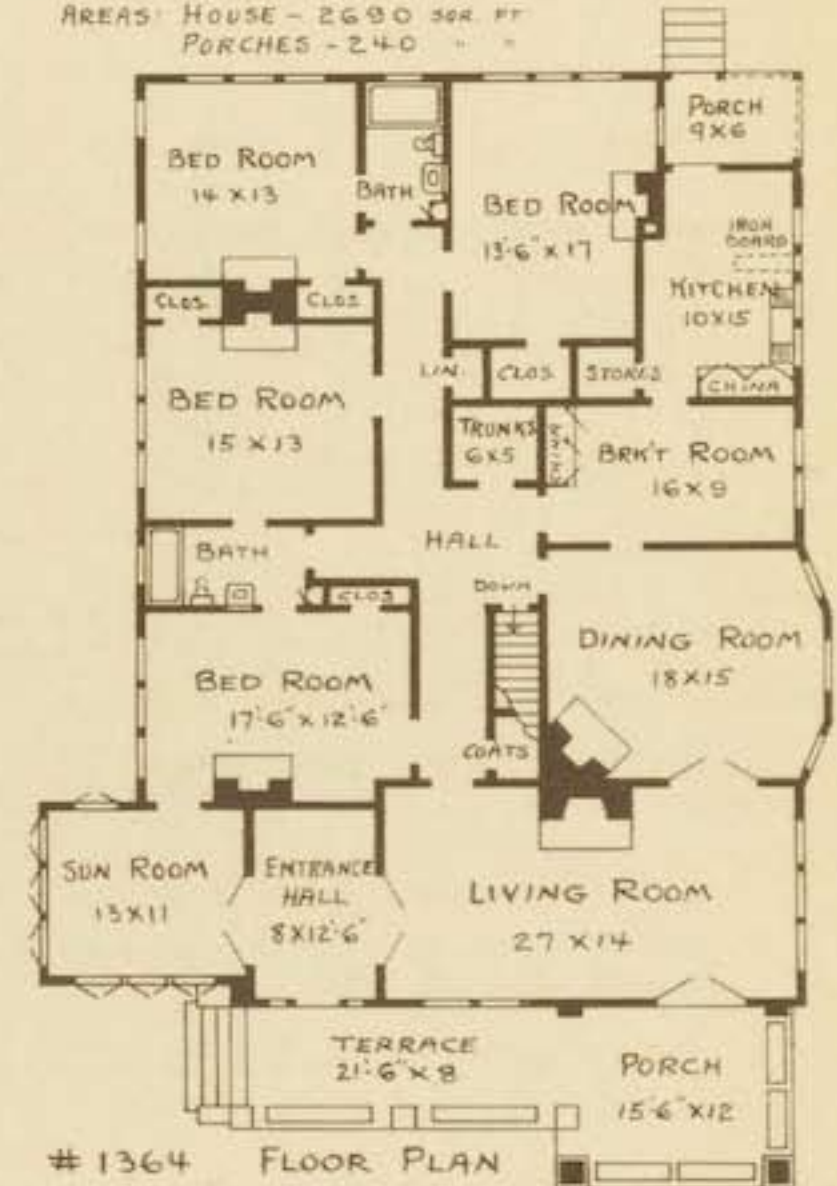 AREAS: HOUSE - 2690 SQR. FT
PORCHES - 240 " "
BED ROOM
14 X 13
BATH
BED ROOM
13'-6" X 17
PORCH
9X6
IRON
BOARD
KITCHEN
10X15
CLOS.
CLOS.
LIN.
CLOS
STORES
CHINA
BED ROOM
15 X 13
TRUNKS
6X5
CHINA
BRK'T ROOM
16X9
BATH
HALL
CLOS
DOWN
DINING ROOM
18X15
BED ROOM
17'-6" X 12'-6"
COATS
SUN ROOM
13X11
ENTRANCE
HALL
8X12'-6"
LIVING ROOM
27 X 14
TERRACE
21'-6" X 8
PORCH
15'-6" X 12
# 1364 FLOOR PLAN